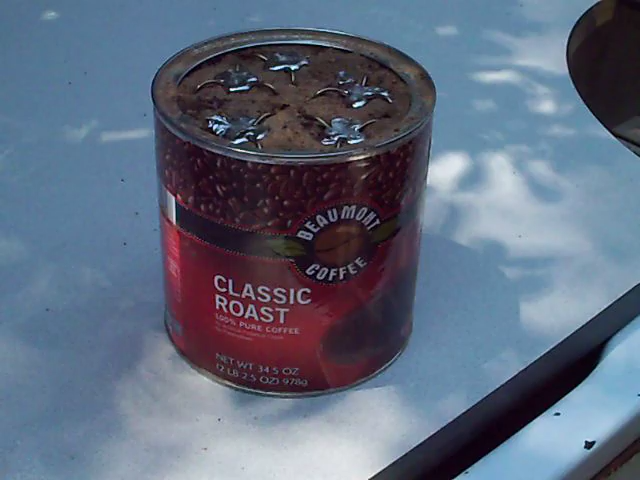 BEAUMONT
COFFEE
CLASSIC
ROAST
100% PURE COFFEE
NET WT 34.5 OZ
(2 LB 2.5 OZ) 978g